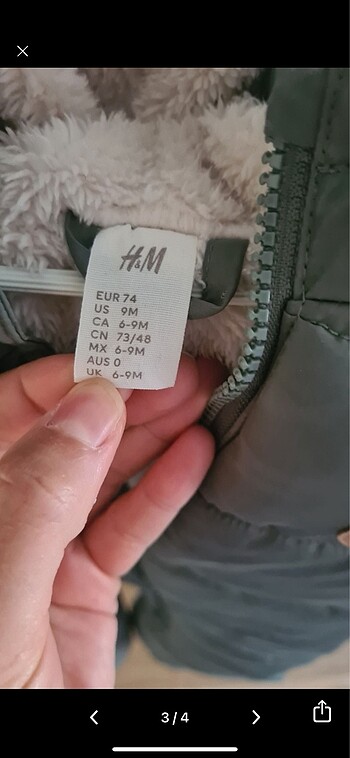 H&M
EUR 74
US 9M
CA 6-9M
CN 73/48
MX 6-9M
AUS 0
UK 6-9M
3/4